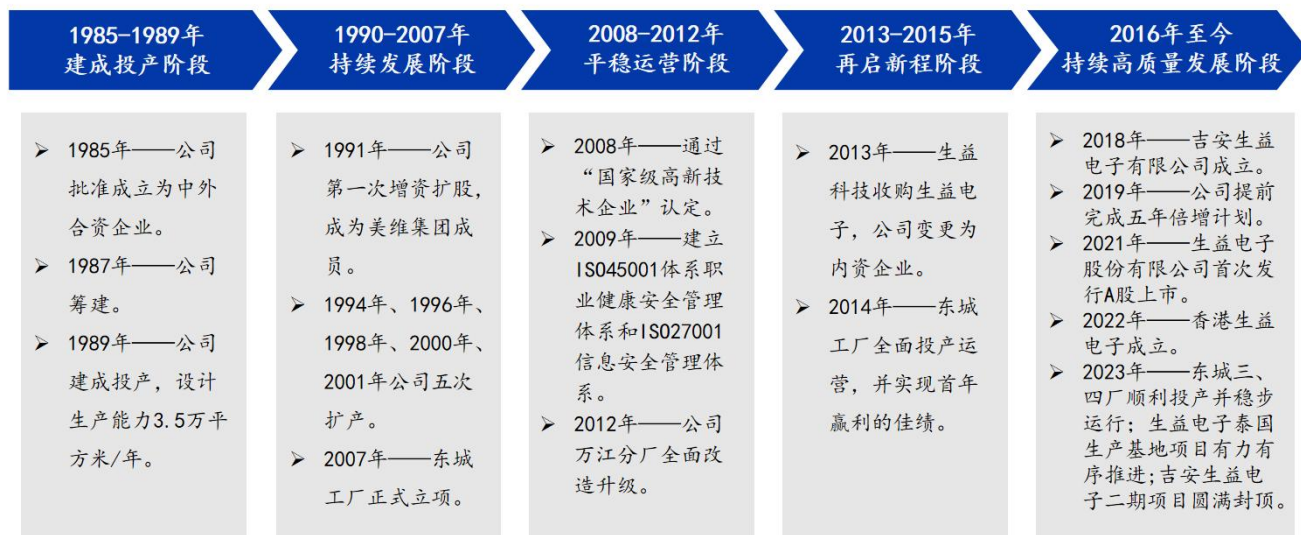 1985-1989年
建成投产阶段
1990-2007年
持续发展阶段
2008-2012年
平稳运营阶段
2013-2015年
再启新程阶段
2016年至今
持续高质量发展阶段
➢ 1985年——公司
批准成立为中外
合资企业。
➢ 1987年——公司
筹建。
➢ 1989年——公司
建成投产，设计
生产能力3.5万平
方米/年。
➢ 1991年——公司
第一次增资扩股，
成为美维集团成
员。
➢ 1994年、1996年、
1998年、2000年、
2001年公司五次
扩产。
➢ 2007年——东城
工厂正式立项。
➢ 2008年——通过
“国家级高新技
术企业”认定。
➢ 2009年——建立
ISO45001体系职
业健康安全管理
体系和ISO27001
信息安全管理体
系。
➢ 2012年——公司
万江分厂全面改
造升级。
➢ 2013年——生益
科技收购生益电
子，公司变更为
内资企业。
➢ 2014年——东城
工厂全面投产运
营，并实现首年
赢利的佳绩。
➢ 2018年——吉安生益
电子有限公司成立。
➢ 2019年——公司提前
完成五年倍增计划。
➢ 2021年——生益电子
股份有限公司首次发
行A股上市。
➢ 2022年——香港生益
电子成立。
➢ 2023年——东城三、
四厂顺利投产并稳步
运行；生益电子泰国
生产基地项目有力有
序推进;吉安生益电
子二期项目圆满封顶。